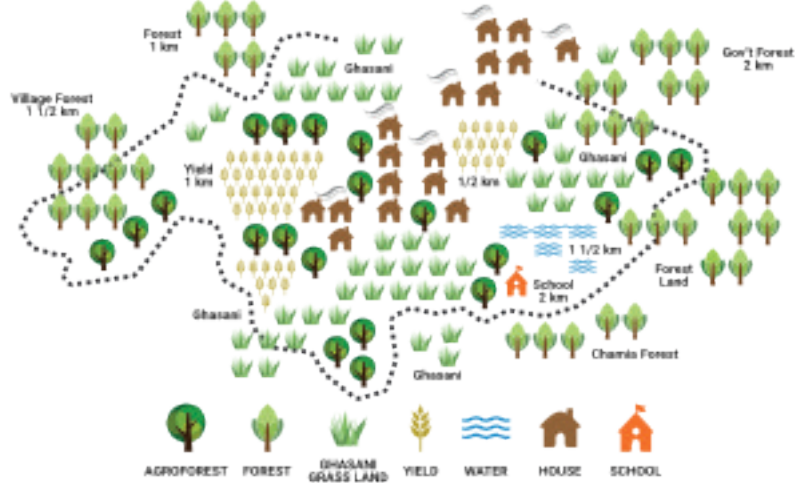 Forest
1 km
Gov't Forest
2 km
Ghasani
Village Forest
1 1/2 km
Yield
1 km
1/2 km
Ghasani
1 1/2 km
School
2 km
Forest
Land
Ghasani
Chamia Forest
Ghasani
AGROFOREST
FOREST
GHASANI
GRASS LAND
YIELD
WATER
HOUSE
SCHOOL